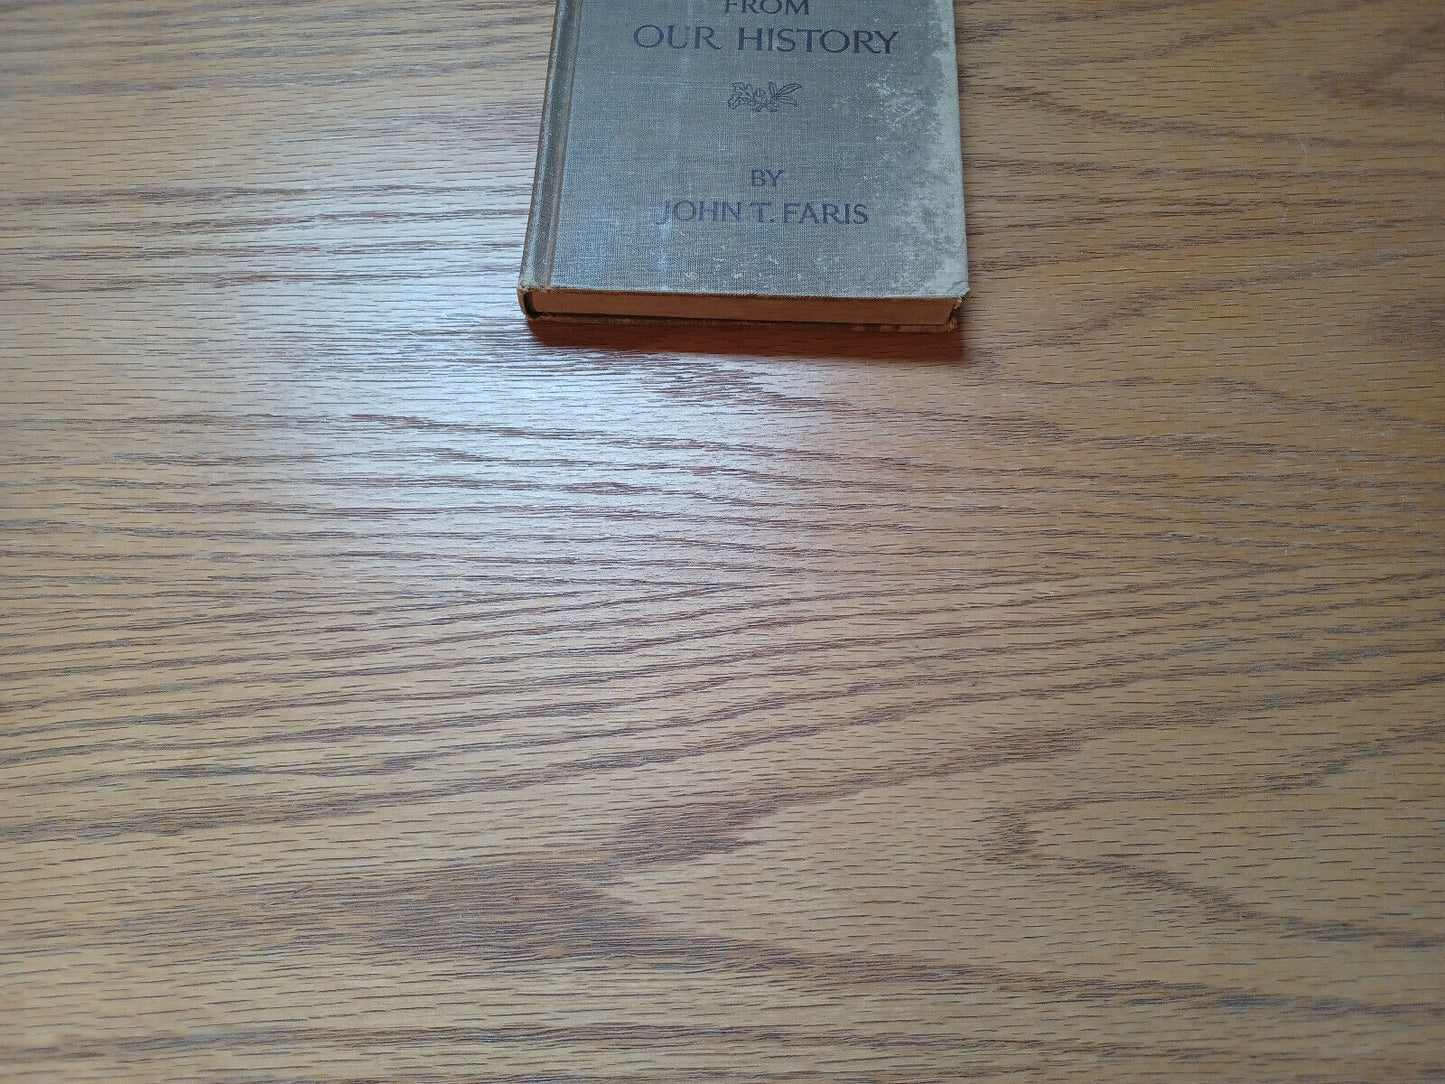 FROM
OUR HISTORY
BY
JOHN T. FARIS